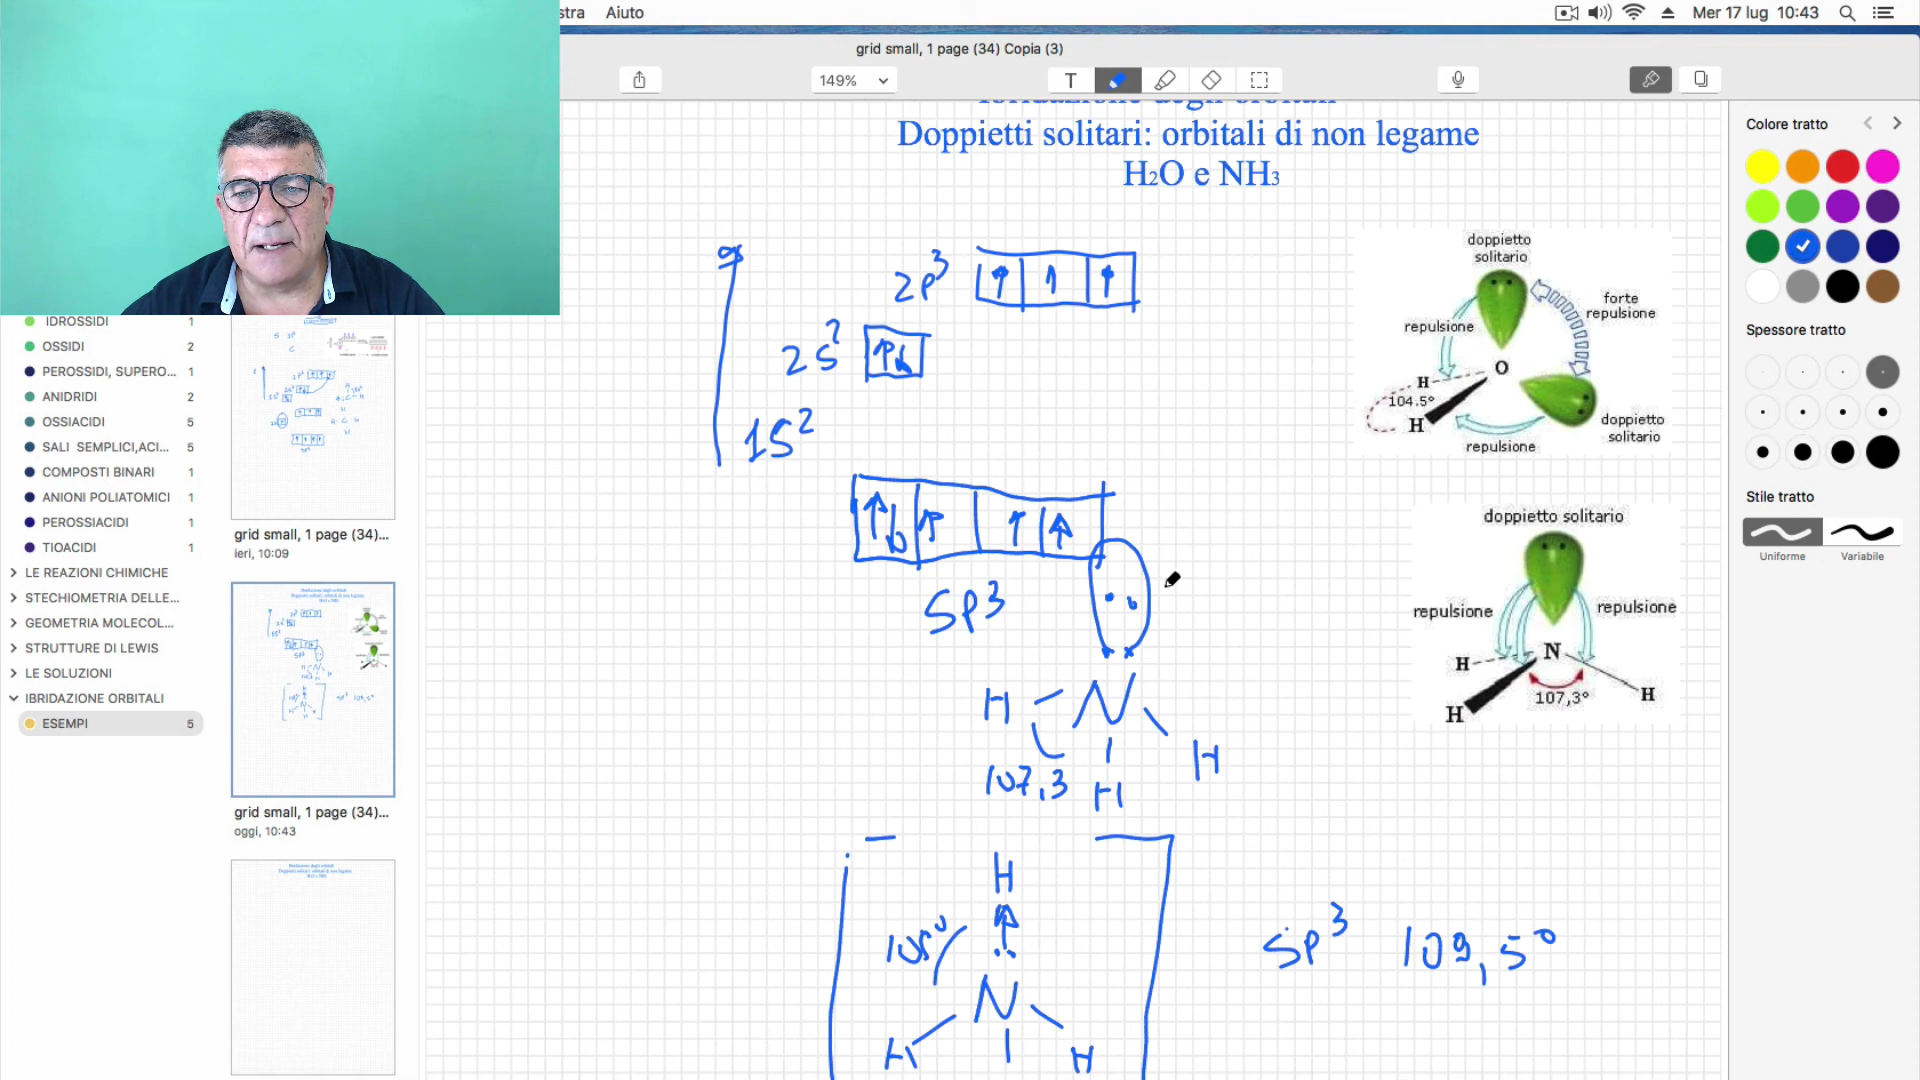 stra Aiuto
Mer 17 lug 10:43
grid small, 1 page (34) Copia (3)
149%
T
Doppietti solitari: orbitali di non legame
H2O e NH3
IDROSSIDI 1
OSSIDI 2
PEROSSIDI, SUPERO... 1
ANIDRIDI 2
OSSIACIDI 5
SALI SEMPLICI,ACI... 5
COMPOSTI BINARI 1
ANIONI POLIATOMICI 1
PEROSSIACIDI 1
TIOACIDI 1
LE REAZIONI CHIMICHE
STECHIOMETRIA DELLE...
GEOMETRIA MOLECOL...
STRUTTURE DI LEWIS
LE SOLUZIONI
IBRIDAZIONE ORBITALI
ESEMPI 5
grid small, 1 page (34)...
ieri, 10:09
grid small, 1 page (34)...
oggi, 10:43
2p3
2s2
1s2
sp3
H N H
107,3 H
H
105°
N
H H
sp3 109,5°
doppietto
solitario
forte
repulsione
repulsione
O
H
104.5°
H
doppietto
solitario
repulsione
doppietto solitario
repulsione
repulsione
N
H
107,3°
H
H
Colore tratto
Spessore tratto
Stile tratto
Uniforme
Variabile